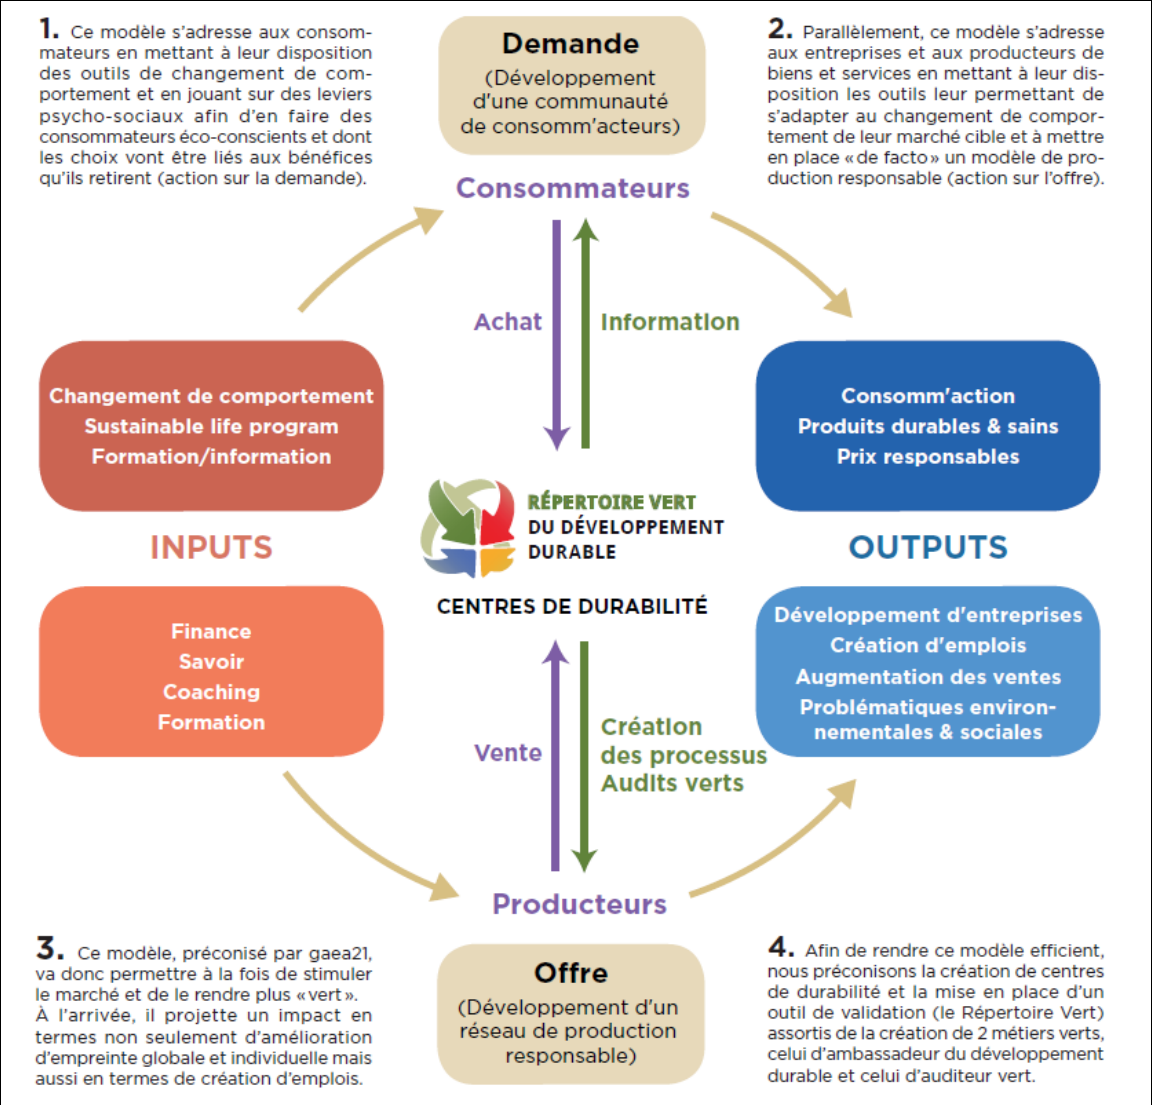 1. Ce modèle s’adresse aux consom-
mateurs en mettant à leur disposition
des outils de changement de com-
portement et en jouant sur des leviers
psycho-sociaux afin d’en faire des
consommateurs éco-conscients et dont
les choix vont être liés aux bénéfices
qu’ils retirent (action sur la demande).
Demande
(Développement
d'une communauté
de consomm'acteurs)
2. Parallèlement, ce modèle s’adresse
aux entreprises et aux producteurs de
biens et services en mettant à leur dis-
position les outils leur permettant de
s’adapter au changement de compor-
tement de leur marché cible et à mettre
en place «de facto» un modèle de pro-
duction responsable (action sur l’offre).
Consommateurs
Achat
Information
Changement de comportement
Sustainable life program
Formation/information
Consomm'action
Produits durables & sains
Prix responsables
INPUTS
RÉPERTOIRE VERT
DU DÉVELOPPEMENT
DURABLE
CENTRES DE DURABILITÉ
OUTPUTS
Finance
Savoir
Coaching
Formation
Développement d'entreprises
Création d'emplois
Augmentation des ventes
Problématiques environ-
nementales & sociales
Vente
Création
des processus
Audits verts
Producteurs
Offre
(Développement d'un
réseau de production
responsable)
3. Ce modèle, préconisé par gaea21,
va donc permettre à la fois de stimuler
le marché et de le rendre plus «vert».
À l’arrivée, il projette un impact en
termes non seulement d’amélioration
d’empreinte globale et individuelle mais
aussi en termes de création d’emplois.
4. Afin de rendre ce modèle efficient,
nous préconisons la création de centres
de durabilité et la mise en place d’un
outil de validation (le Répertoire Vert)
assortis de la création de 2 métiers verts,
celui d’ambassadeur du développement
durable et celui d’auditeur vert.